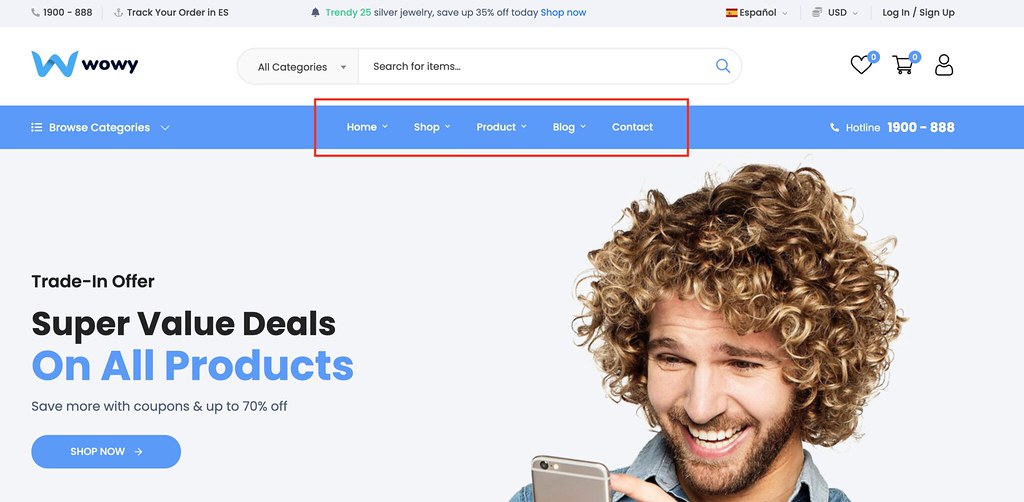 1900 - 888
Track Your Order in ES
Trendy 25 silver jewelry, save up 35% off today Shop now
Español
USD
Log In / Sign Up
wowy
All Categories
Search for items...
0
0
Browse Categories
Home
Shop
Product
Blog
Contact
Hotline 1900 - 888
Trade-In Offer
Super Value Deals
On All Products
Save more with coupons & up to 70% off
SHOP NOW